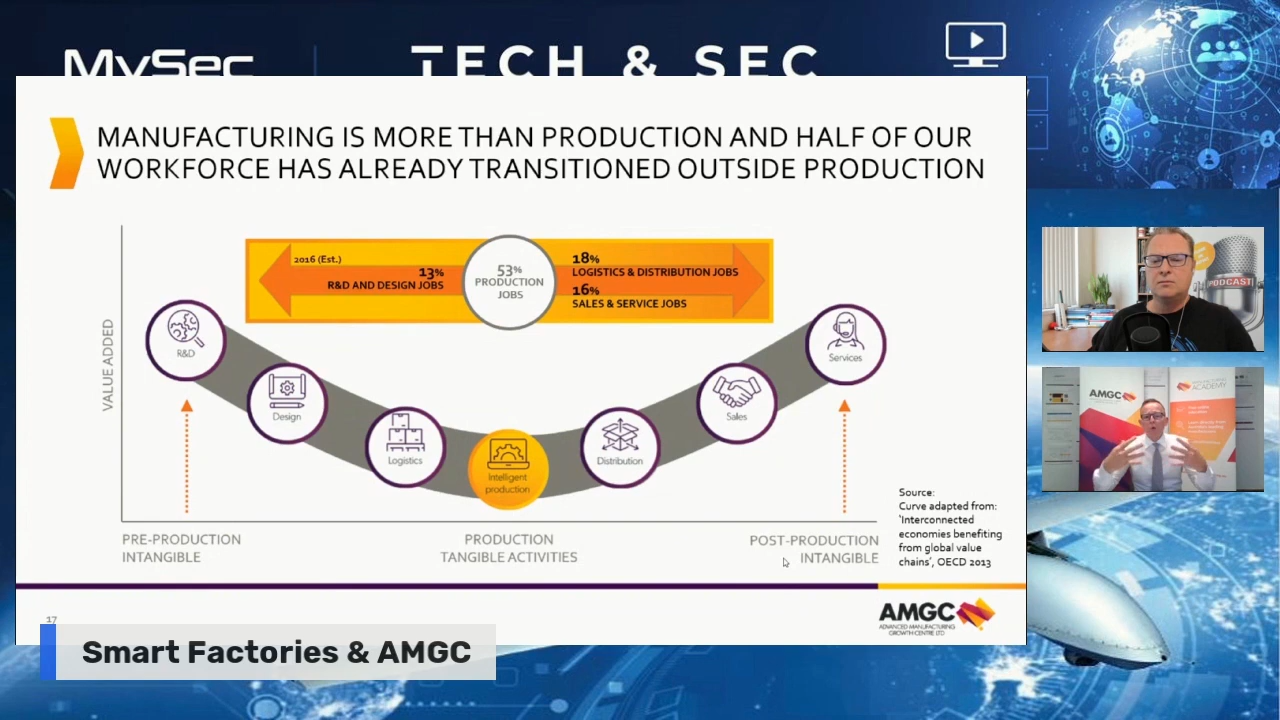 MySec
TECH & SEC
MANUFACTURING IS MORE THAN PRODUCTION AND HALF OF OUR
WORKFORCE HAS ALREADY TRANSITIONED OUTSIDE PRODUCTION
2016 (Est.)
13%
R&D AND DESIGN JOBS
53%
PRODUCTION
JOBS
18%
LOGISTICS & DISTRIBUTION JOBS
16%
SALES & SERVICE JOBS
VALUE ADDED
R&D
Design
Logistics
Intelligent
production
Distribution
Sales
Services
PRE-PRODUCTION
INTANGIBLE
PRODUCTION
TANGIBLE ACTIVITIES
POST-PRODUCTION
INTANGIBLE
Source:
Curve adapted from:
'Interconnected
economies benefiting
from global value
chains', OECD 2013
17
AMGC
ADVANCED MANUFACTURING
GROWTH CENTRE LTD
Smart Factories & AMGC
PODCAST
AMGC
ACADEMY